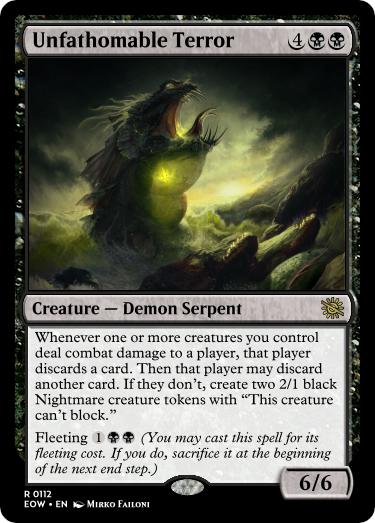 Unfathomable Terror 4
Creature — Demon Serpent
Whenever one or more creatures you control
deal combat damage to a player, that player
discards a card. Then that player may discard
another card. If they don't, create two 2/1 black
Nightmare creature tokens with “This creature
can't block.”
Fleeting 1 (You may cast this spell for its
fleeting cost. If you do, sacrifice it at the beginning
of the next end step.)
6/6
R 0112
EOW • EN Mirko Failoni